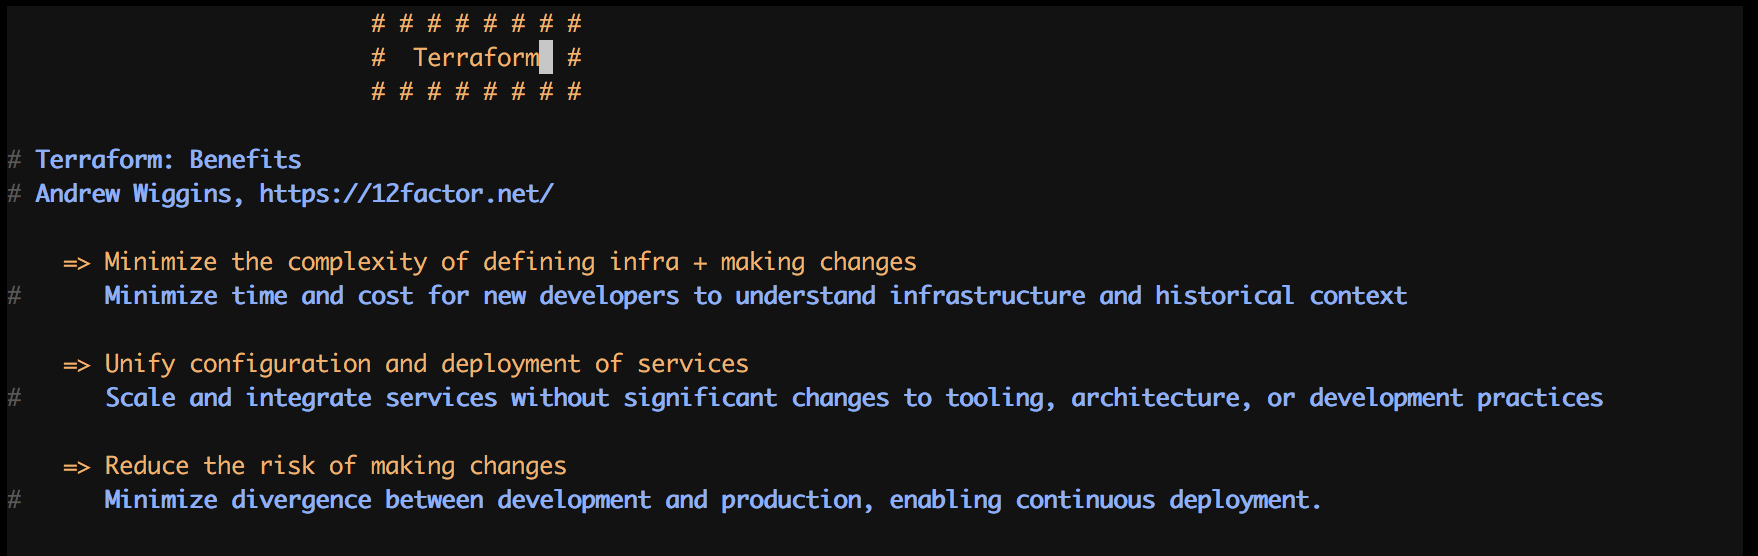 # # # # # # # #
# Terraform #
# # # # # # # #
# Terraform: Benefits
# Andrew Wiggins, https://12factor.net/
=> Minimize the complexity of defining infra + making changes
# Minimize time and cost for new developers to understand infrastructure and historical context
=> Unify configuration and deployment of services
# Scale and integrate services without significant changes to tooling, architecture, or development practices
=> Reduce the risk of making changes
# Minimize divergence between development and production, enabling continuous deployment.